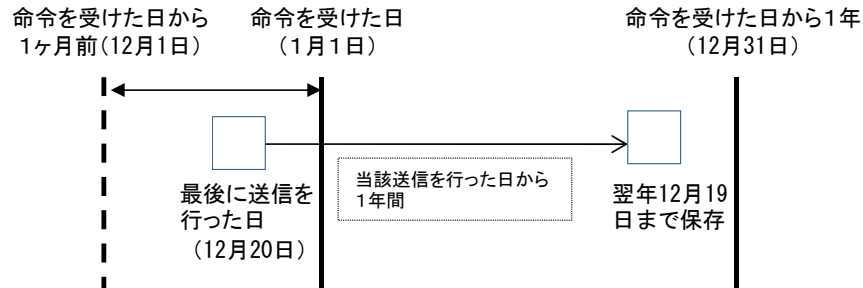 命令を受けた日から
1ヶ月前(12月1日)
命令を受けた日
(1月1日)
命令を受けた日から1年
(12月31日)
最後に送信を
行った日
(12月20日)
当該送信を行った日から
1年間
翌年12月19
日まで保存